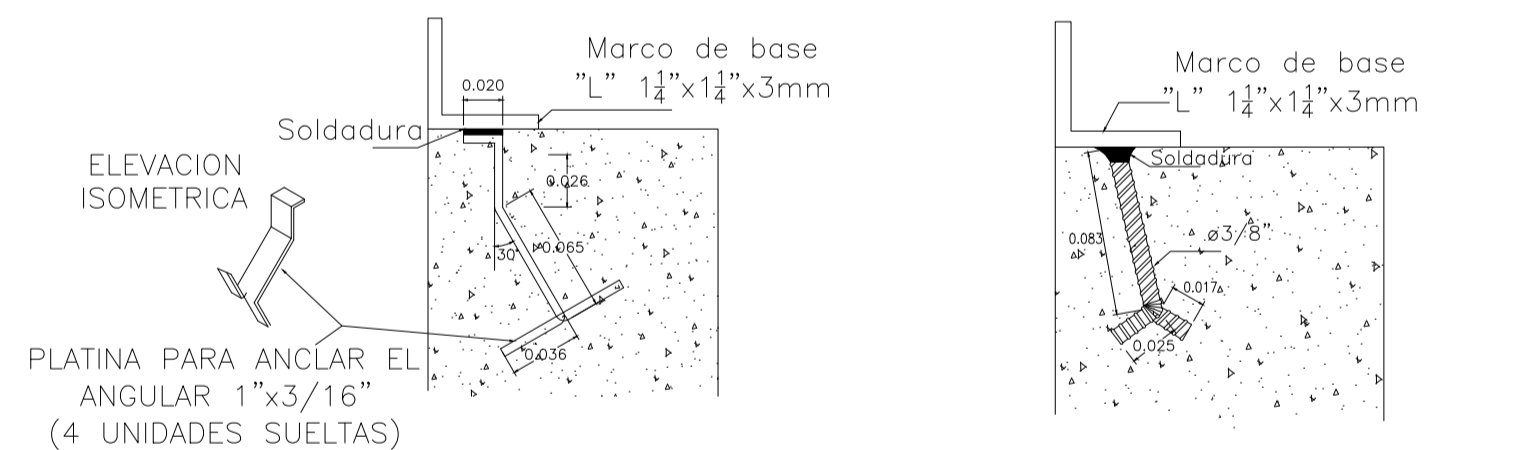 Marco de base
"L" 1¼"x1¼"x3mm
0.020
Soldadura
ELEVACION
ISOMETRICA
0.026
0.065
30
0.036
PLATINA PARA ANCLAR EL
ANGULAR 1"x3/16"
(4 UNIDADES SUELTAS)
Marco de base
"L" 1¼"x1¼"x3mm
Soldadura
0.083
ø3/8"
0.017
0.025